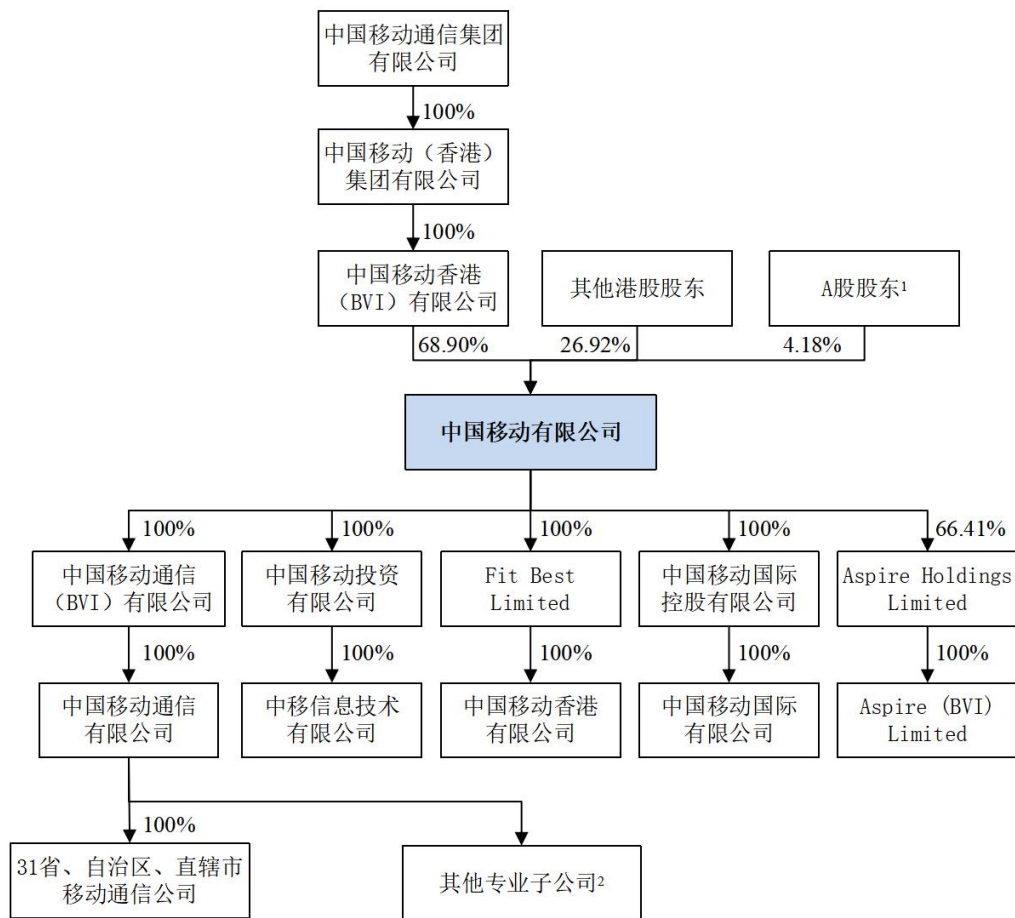 中国移动通信集团
有限公司
100%
中国移动（香港）
集团有限公司
100%
中国移动香港
（BVI）有限公司
其他港股股东
A股股东¹
68.90%
26.92%
4.18%
中国移动有限公司
100%
100%
100%
100%
66.41%
中国移动通信
（BVI）有限公司
中国移动投资
有限公司
Fit Best
Limited
中国移动国际
控股有限公司
Aspire Holdings
Limited
100%
100%
100%
100%
100%
中国移动通信
有限公司
中移信息技术
有限公司
中国移动香港
有限公司
中国移动国际
有限公司
Aspire (BVI)
Limited
100%
31省、自治区、直辖市
移动通信公司
其他专业子公司²